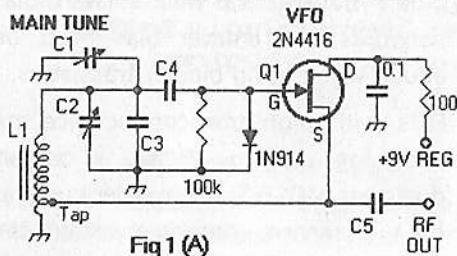 MAIN TUNE
VFO
2N4416
C1
C4
Q1
D
0.1
G
S
100
C2
C3
L1
1N914
+9V REG
100k
Tap
C5
RF
OUT
Fig 1 (A)